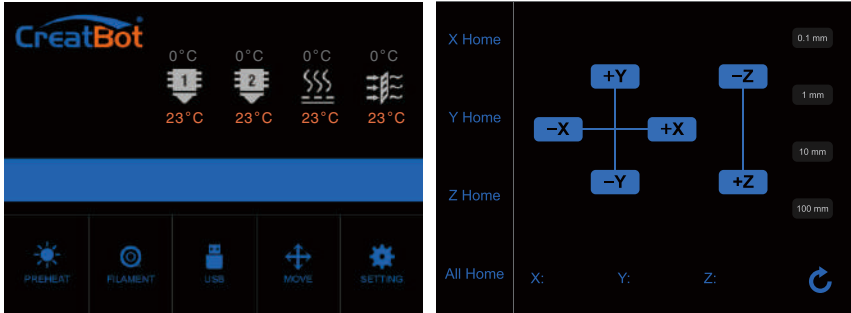 CreatBot
0°C 0°C 0°C 0°C
1 2
23°C 23°C 23°C 23°C
PREHEAT FILAMENT USB MOVE SETTING
X Home
Y Home
Z Home
All Home
+Y
−X +X
−Y
−Z
+Z
0.1 mm
1 mm
10 mm
100 mm
X: Y: Z: